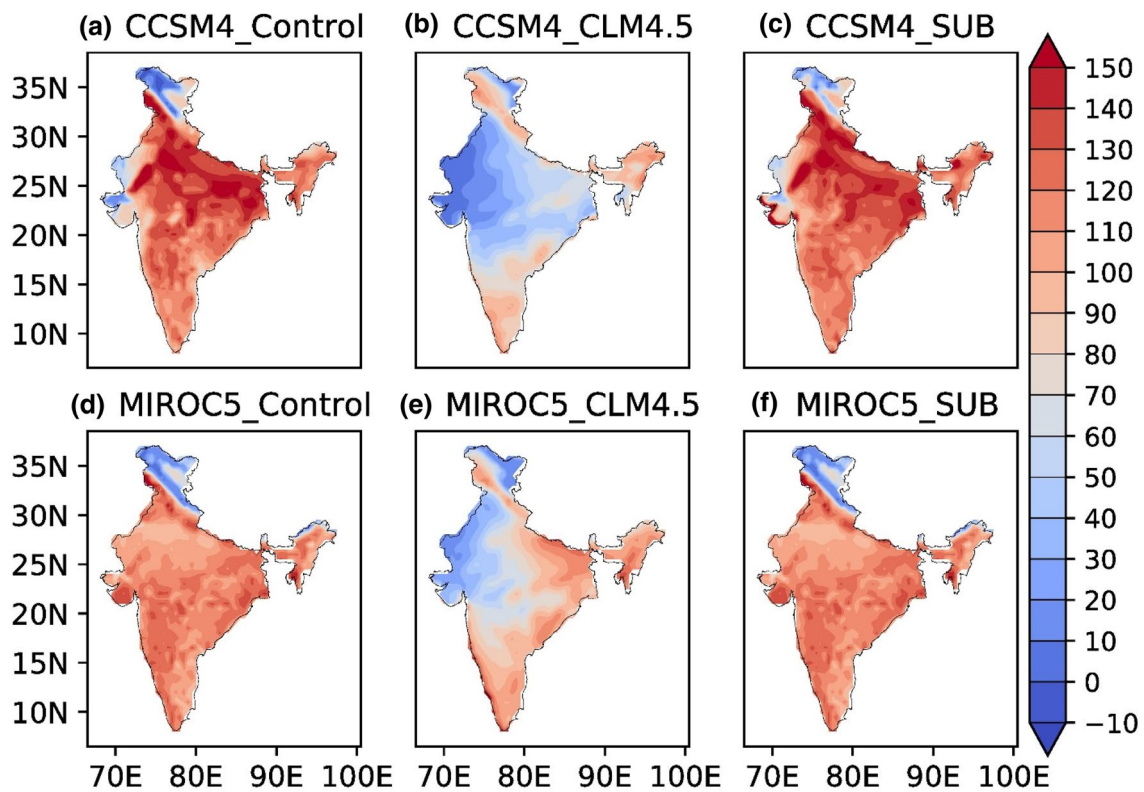 (a) CCSM4_Control
(b) CCSM4_CLM4.5
(c) CCSM4_SUB
35N
30N
25N
20N
15N
10N
(d) MIROC5_Control
(e) MIROC5_CLM4.5
(f) MIROC5_SUB
35N
30N
25N
20N
15N
10N
70E 80E 90E 100E
70E 80E 90E 100E
70E 80E 90E 100E
150
140
130
120
110
100
90
80
70
60
50
40
30
20
10
0
−10